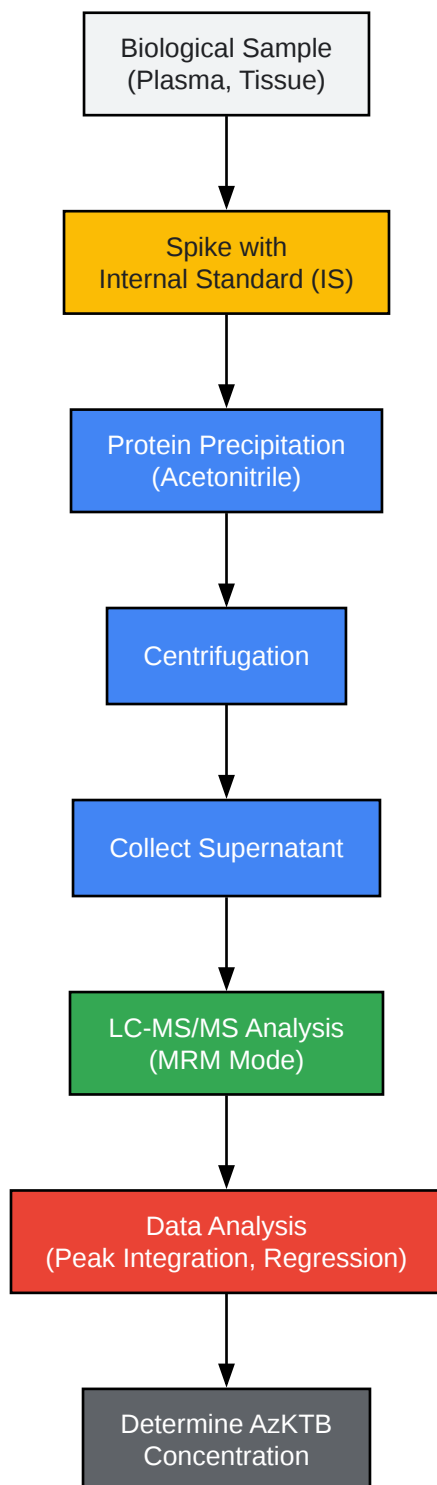 Biological Sample
(Plasma, Tissue)
Spike with
Internal Standard (IS)
Protein Precipitation
(Acetonitrile)
Centrifugation
Collect Supernatant
LC-MS/MS Analysis
(MRM Mode)
Data Analysis
(Peak Integration, Regression)
Determine AzKTB
Concentration